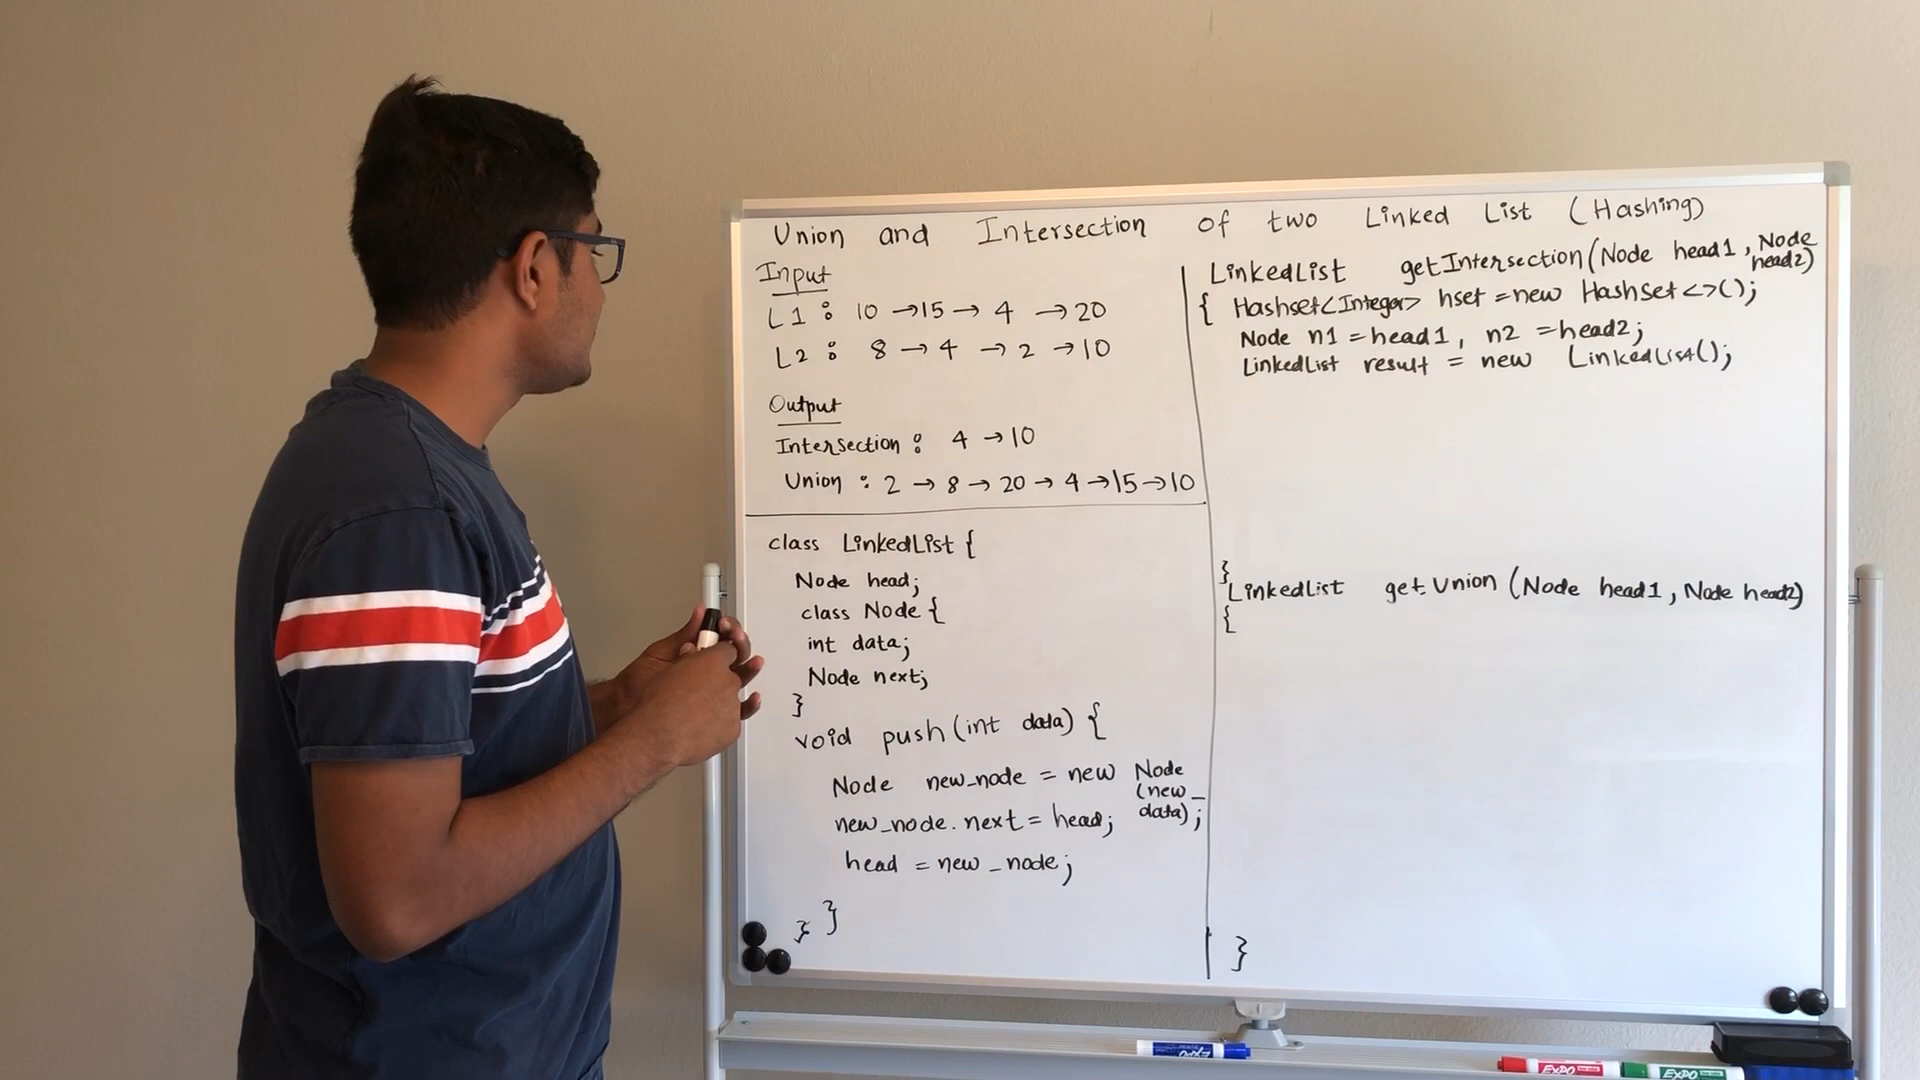 Union and Intersection of two Linked List (Hashing)
Input
L1 : 10 → 15 → 4 → 20
L2 : 8 → 4 → 2 → 10
Output
Intersection : 4 → 10
Union : 2 → 8 → 20 → 4 → 15 → 10
class LinkedList {
Node head;
class Node {
int data;
Node next;
}
void push (int data) {
Node new_node = new Node
(new_
data);
new_node.next = head;
head = new_node;
}
}
LinkedList getIntersection (Node head1, Node
head2)
{ Hashset<Integer> hset = new HashSet<>();
Node n1 = head1, n2 = head2;
LinkedList result = new LinkedList();
}
LinkedList getUnion (Node head1, Node head2)
{
}
EXPO
EXPO
EXPO